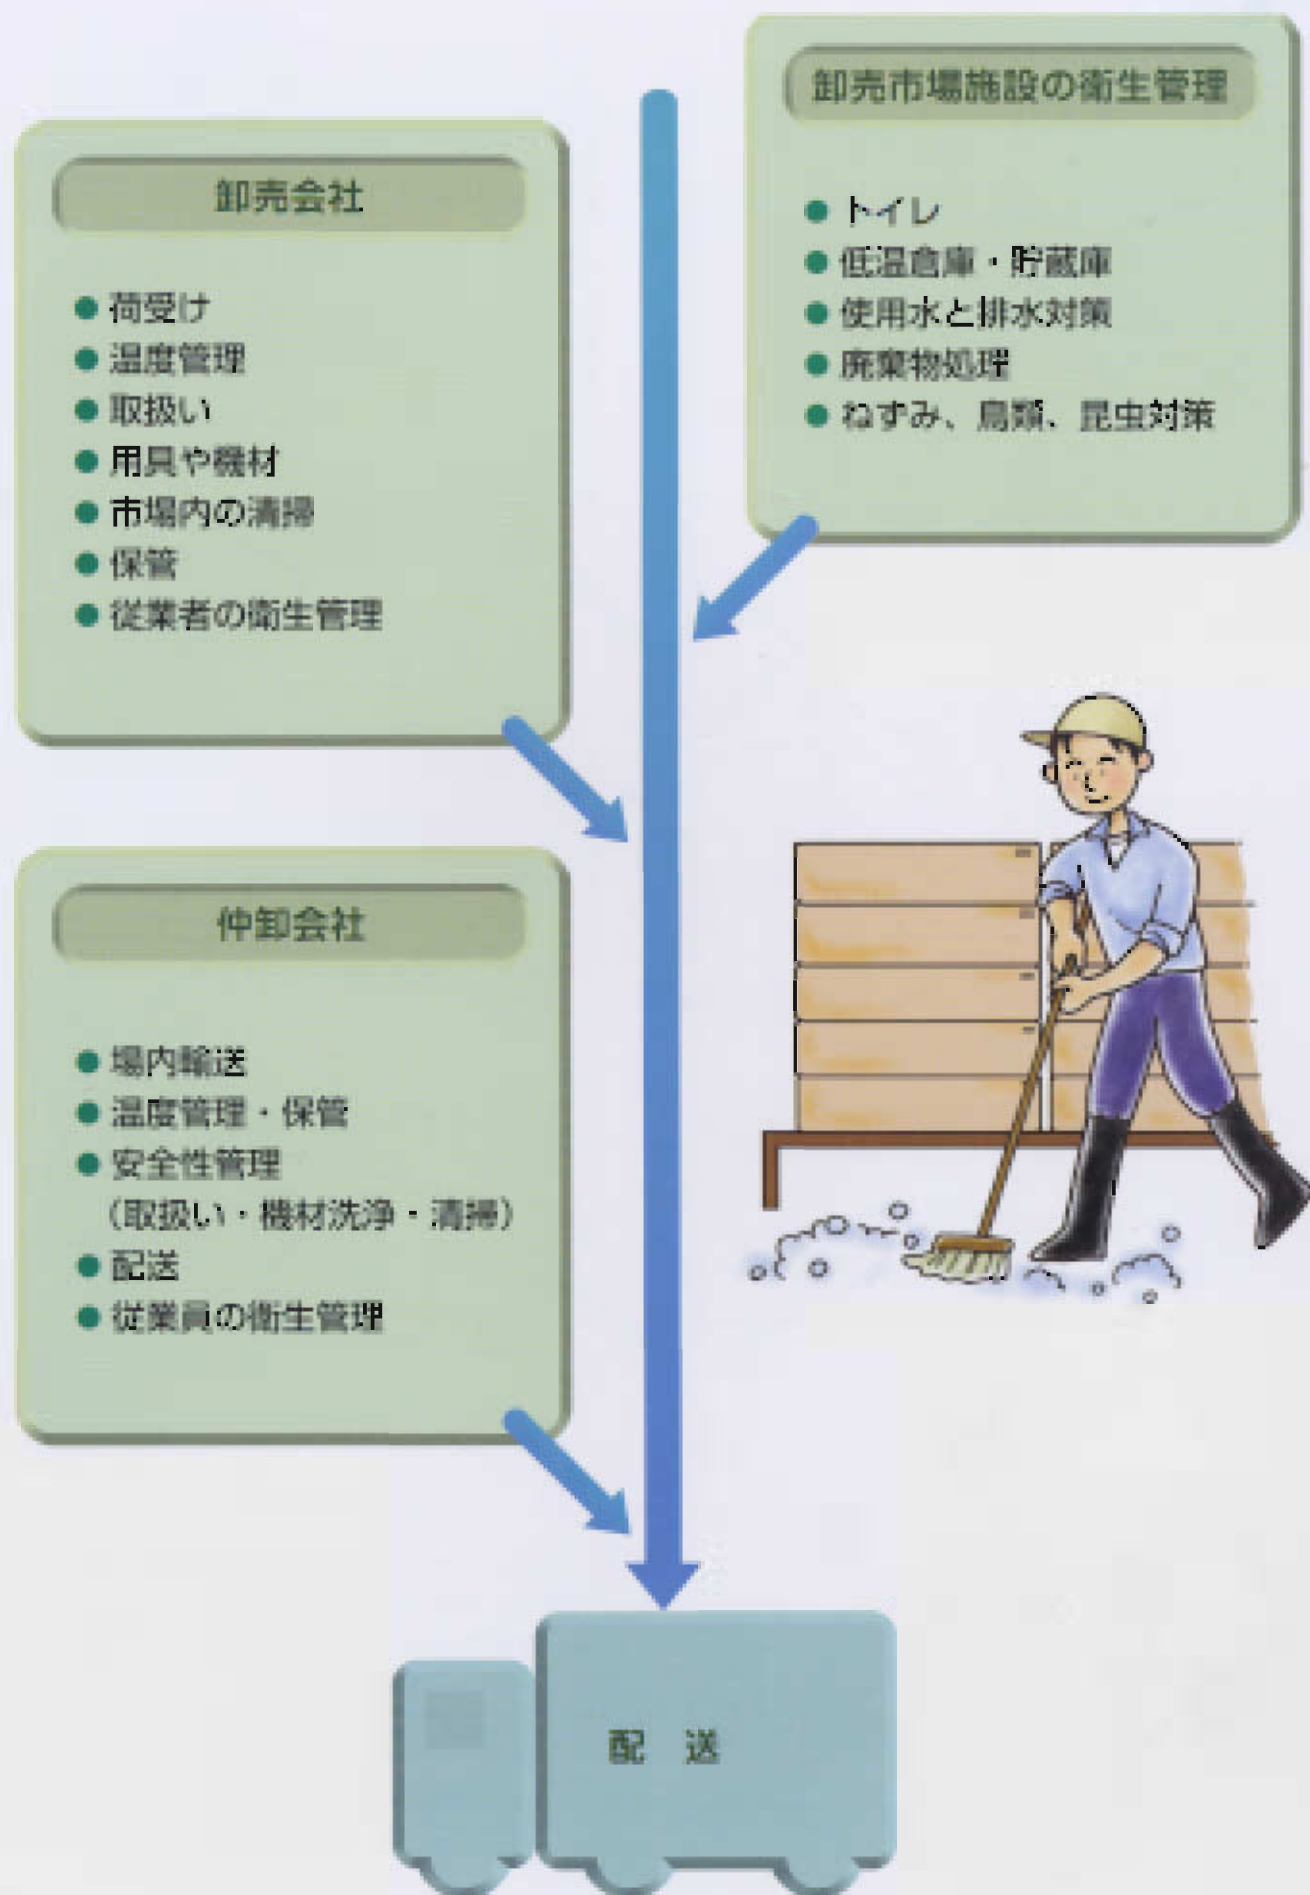 卸売市場施設の衛生管理
● トイレ
● 低温倉庫・貯蔵庫
● 使用水と排水対策
● 廃棄物処理
● ねずみ、鳥類、昆虫対策
卸売会社
● 荷受け
● 温度管理
● 取扱い
● 用具や機材
● 市場内の清掃
● 保管
● 従業者の衛生管理
仲卸会社
● 場内輸送
● 温度管理・保管
● 安全性管理
（取扱い・機材洗浄・清掃）
● 配送
● 従業員の衛生管理
配 送